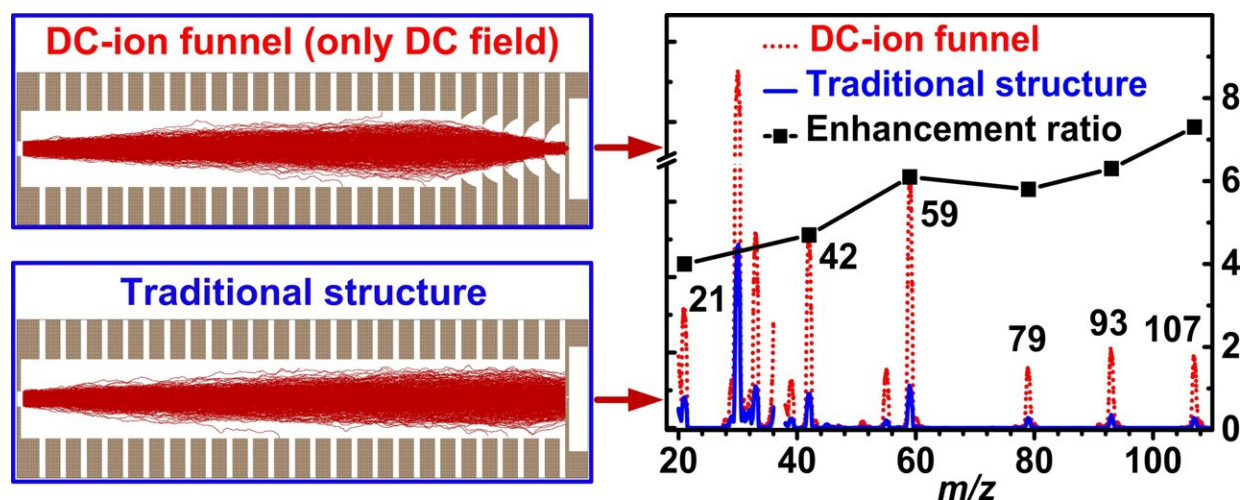 DC-ion funnel (only DC field)
Traditional structure
DC-ion funnel
Traditional structure
Enhancement ratio
8
6
4
2
0
21
42
59
79
93
107
20
40
60
80
100
m/z